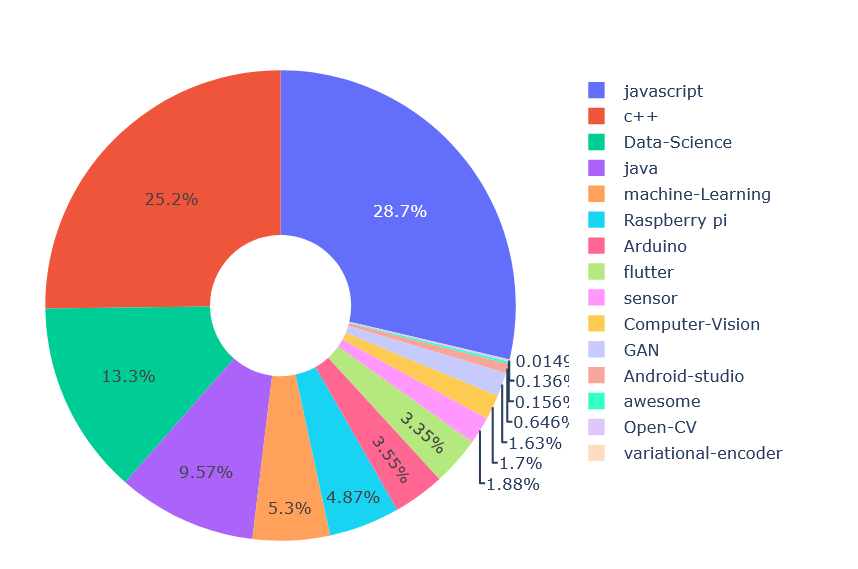 javascript
c++
Data-Science
java
machine-Learning
Raspberry pi
Arduino
flutter
sensor
Computer-Vision
GAN
Android-studio
awesome
Open-CV
variational-encoder
28.7%
25.2%
13.3%
9.57%
5.3%
4.87%
3.55%
3.35%
1.88%
1.7%
1.63%
0.646%
0.156%
0.136%
0.0149